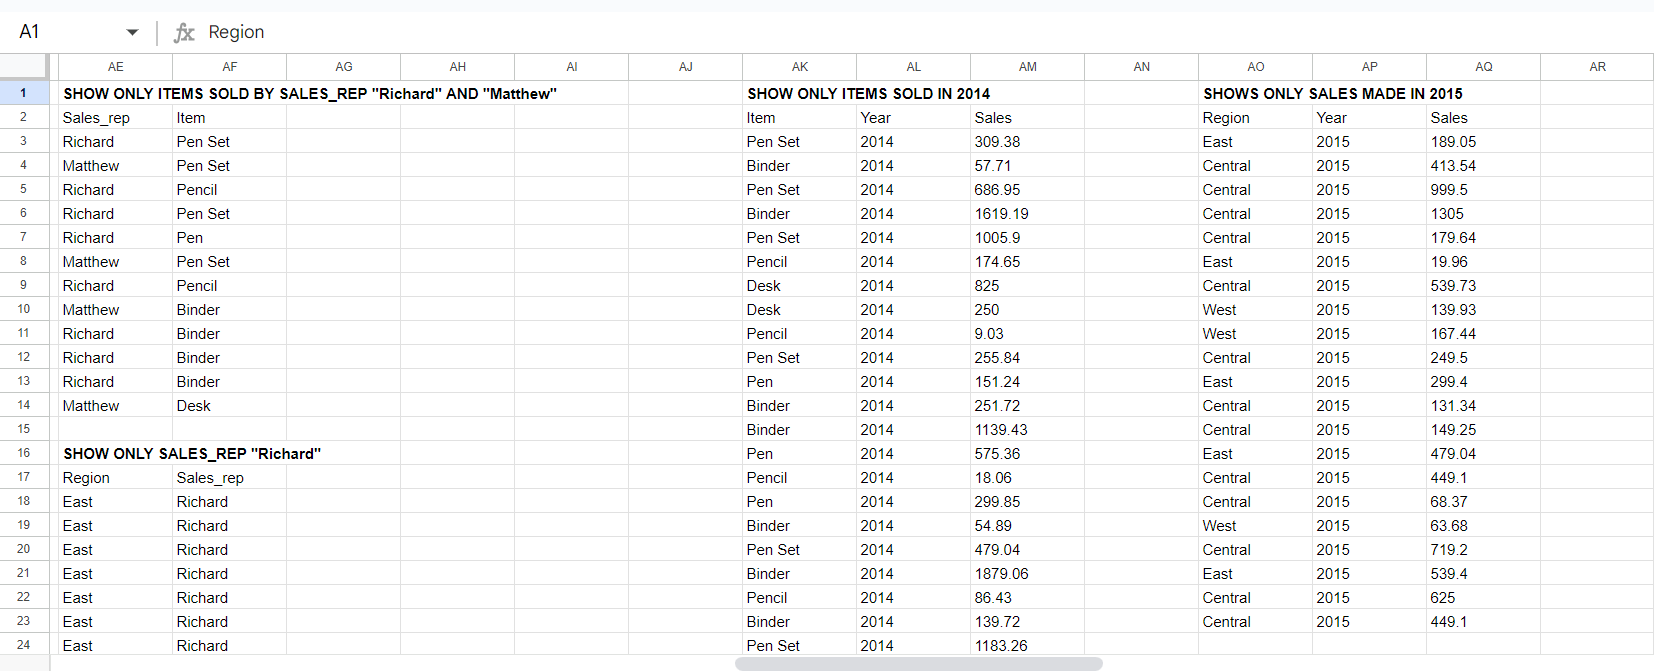 A1 fx Region
AE AF AG AH AI AJ AK AL AM AN AO AP AQ AR
1 SHOW ONLY ITEMS SOLD BY SALES_REP "Richard" AND "Matthew" SHOW ONLY ITEMS SOLD IN 2014 SHOWS ONLY SALES MADE IN 2015
2 Sales_rep Item Item Year Sales Region Year Sales
3 Richard Pen Set Pen Set 2014 309.38 East 2015 189.05
4 Matthew Pen Set Binder 2014 57.71 Central 2015 413.54
5 Richard Pencil Pen Set 2014 686.95 Central 2015 999.5
6 Richard Pen Set Binder 2014 1619.19 Central 2015 1305
7 Richard Pen Pen Set 2014 1005.9 Central 2015 179.64
8 Matthew Pen Set Pencil 2014 174.65 East 2015 19.96
9 Richard Pencil Desk 2014 825 Central 2015 539.73
10 Matthew Binder Desk 2014 250 West 2015 139.93
11 Richard Binder Pencil 2014 9.03 West 2015 167.44
12 Richard Binder Pen Set 2014 255.84 Central 2015 249.5
13 Richard Binder Pen 2014 151.24 East 2015 299.4
14 Matthew Desk Binder 2014 251.72 Central 2015 131.34
15 Binder 2014 1139.43 Central 2015 149.25
16 SHOW ONLY SALES_REP "Richard" Pen 2014 575.36 East 2015 479.04
17 Region Sales_rep Pencil 2014 18.06 Central 2015 449.1
18 East Richard Pen 2014 299.85 Central 2015 68.37
19 East Richard Binder 2014 54.89 West 2015 63.68
20 East Richard Pen Set 2014 479.04 Central 2015 719.2
21 East Richard Binder 2014 1879.06 East 2015 539.4
22 East Richard Pencil 2014 86.43 Central 2015 625
23 East Richard Binder 2014 139.72 Central 2015 449.1
24 East Richard Pen Set 2014 1183.26